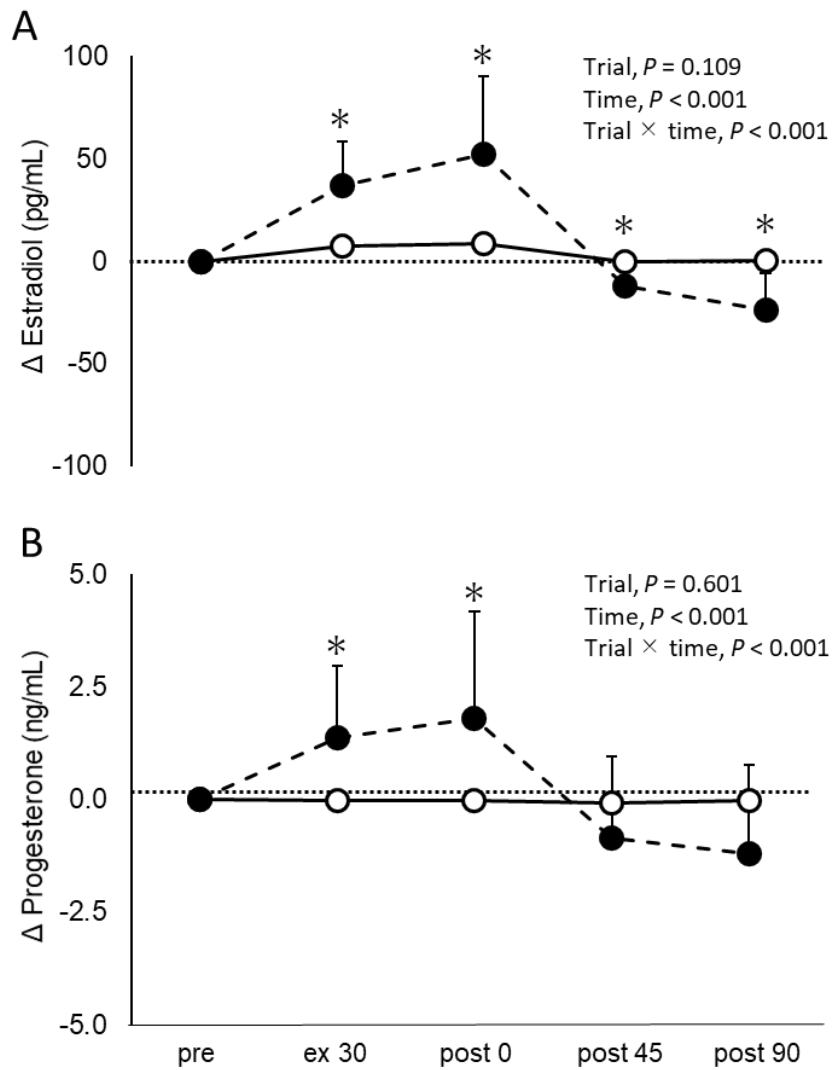 A
100
50
0
-50
-100
Δ Estradiol (pg/mL)
*
*
*
*
Trial, P = 0.109
Time, P < 0.001
Trial × time, P < 0.001
B
5.0
2.5
0.0
-2.5
-5.0
Δ Progesterone (ng/mL)
*
*
Trial, P = 0.601
Time, P < 0.001
Trial × time, P < 0.001
pre ex 30 post 0 post 45 post 90